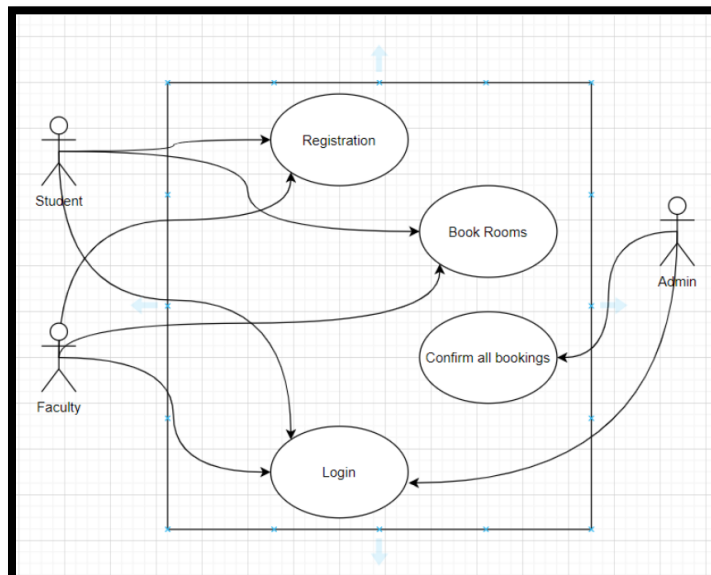 Registration
Student
Book Rooms
Admin
Confirm all bookings
Faculty
Login